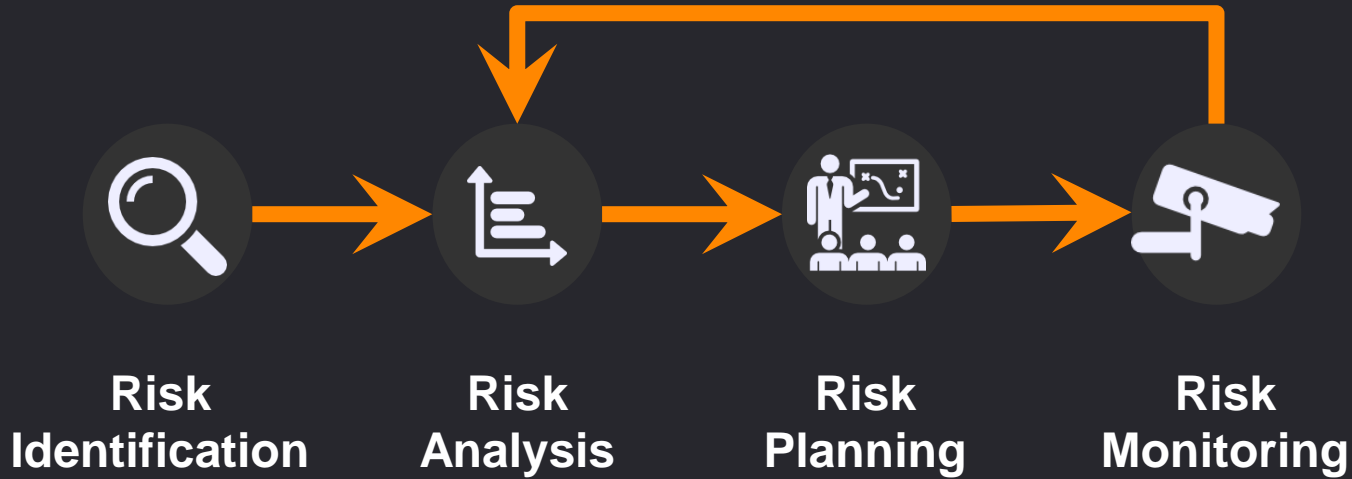 Risk
Identification
Risk
Analysis
Risk
Planning
Risk
Monitoring